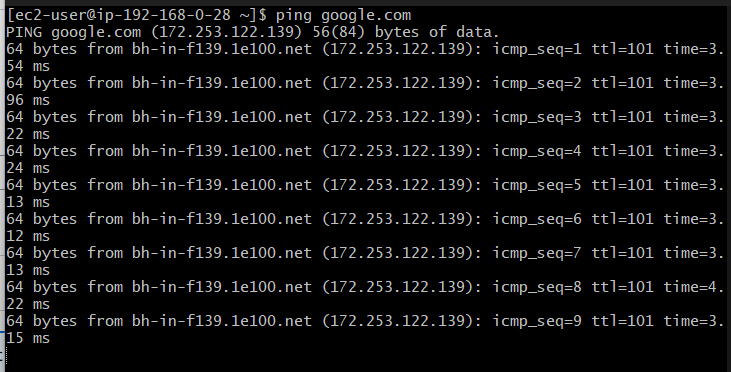 [ec2-user@ip-192-168-0-28 ~]$ ping google.com
PING google.com (172.253.122.139) 56(84) bytes of data.
64 bytes from bh-in-f139.1e100.net (172.253.122.139): icmp_seq=1 ttl=101 time=3.
54 ms
64 bytes from bh-in-f139.1e100.net (172.253.122.139): icmp_seq=2 ttl=101 time=3.
96 ms
64 bytes from bh-in-f139.1e100.net (172.253.122.139): icmp_seq=3 ttl=101 time=3.
22 ms
64 bytes from bh-in-f139.1e100.net (172.253.122.139): icmp_seq=4 ttl=101 time=3.
24 ms
64 bytes from bh-in-f139.1e100.net (172.253.122.139): icmp_seq=5 ttl=101 time=3.
13 ms
64 bytes from bh-in-f139.1e100.net (172.253.122.139): icmp_seq=6 ttl=101 time=3.
12 ms
64 bytes from bh-in-f139.1e100.net (172.253.122.139): icmp_seq=7 ttl=101 time=3.
13 ms
64 bytes from bh-in-f139.1e100.net (172.253.122.139): icmp_seq=8 ttl=101 time=4.
22 ms
64 bytes from bh-in-f139.1e100.net (172.253.122.139): icmp_seq=9 ttl=101 time=3.
15 ms